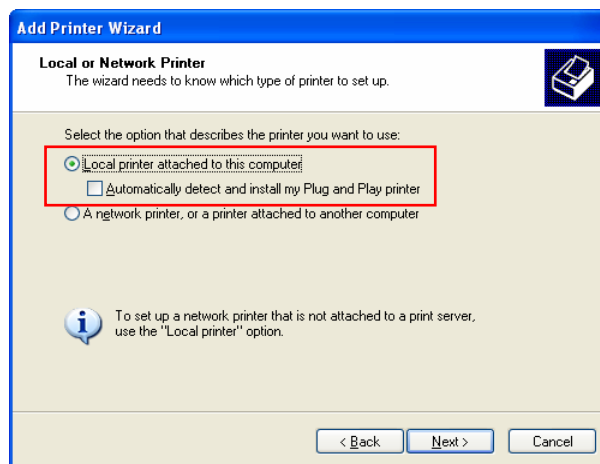 Add Printer Wizard
Local or Network Printer
The wizard needs to know which type of printer to set up.
Select the option that describes the printer you want to use:
Local printer attached to this computer
Automatically detect and install my Plug and Play printer
A network printer, or a printer attached to another computer
To set up a network printer that is not attached to a print server,
use the "Local printer" option.
< Back Next > Cancel